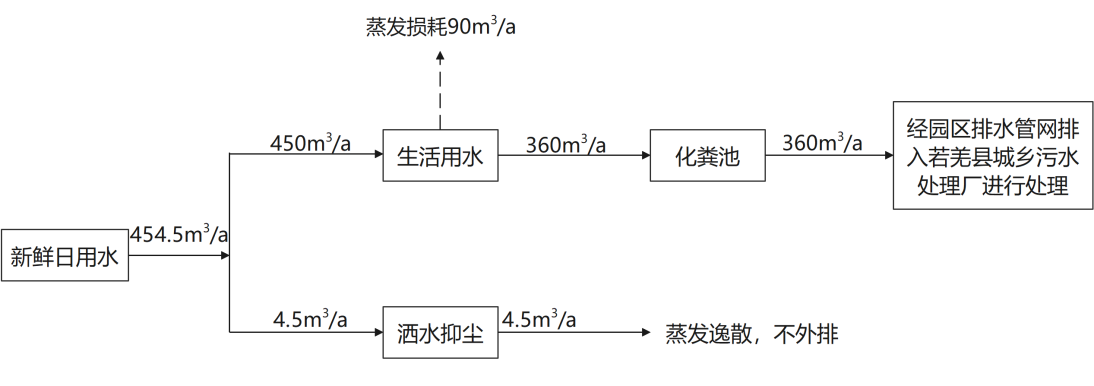 蒸发损耗90m³/a
450m³/a
生活用水
360m³/a
化粪池
360m³/a
经园区排水管网排
入若羌县城乡污水
处理厂进行处理
新鲜日用水
454.5m³/a
4.5m³/a
洒水抑尘
4.5m³/a
蒸发逸散，不外排